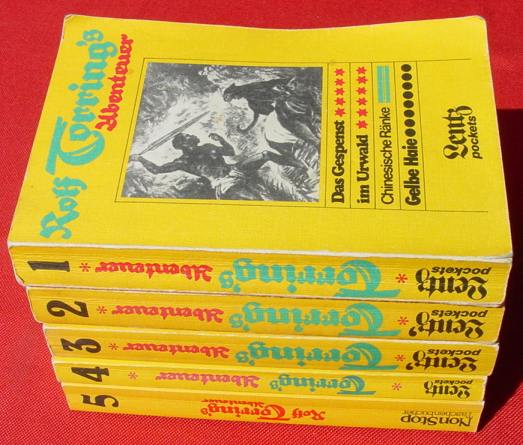 Rolf Torring's
Abenteuer
Das Gespenst
im Urwald
Chinesische Ränke
Gelbe Haie
Lentz
pockets
1 * Abenteuer Torring's * Lentz
pockets
2 * Abenteuer Torring's * Lentz
pockets
3 * Abenteuer Torring's * Lentz
pockets
4 * Abenteuer Torring's * Lentz
pockets
5 Rolf Torring's
Abenteuer
NonStop
Taschenbücher